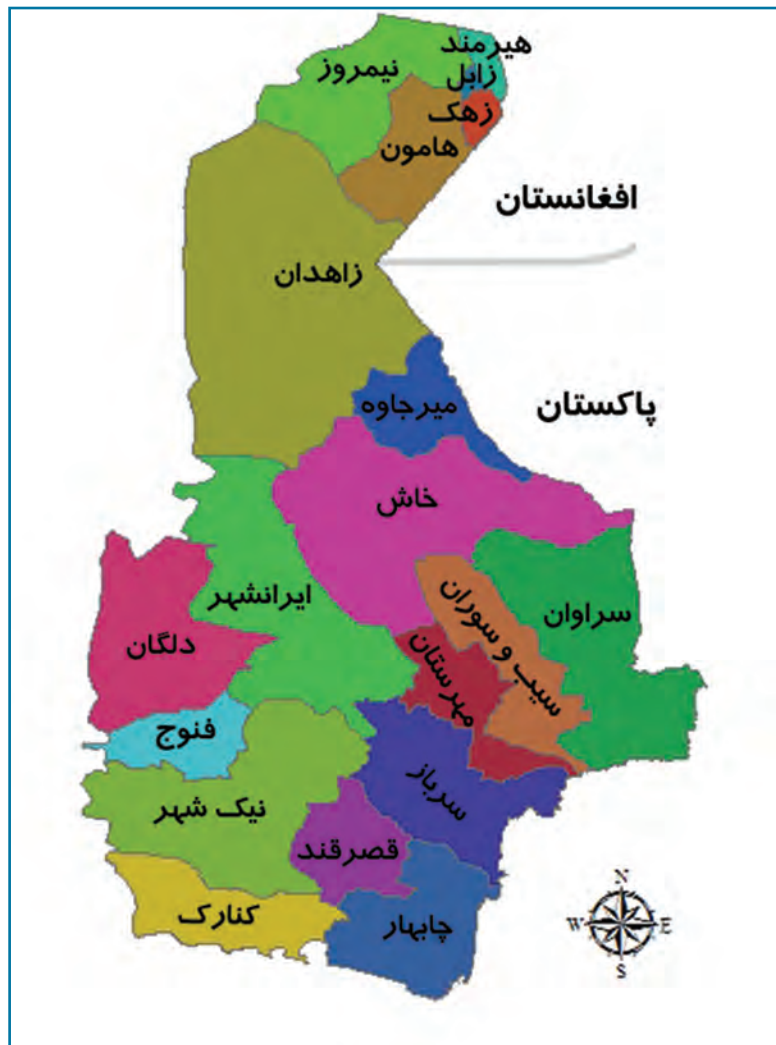 هیرمند
نیمروز
زابل
زهک
هامون
افغانستان
زاهدان
پاکستان
میرجاوه
خاش
ایرانشهر
سراوان
سیب و سوران
دلگان
مهرستان
فنوج
سرباز
نیک شهر
قصرقند
کنارک
چابهار
N
W
E
S